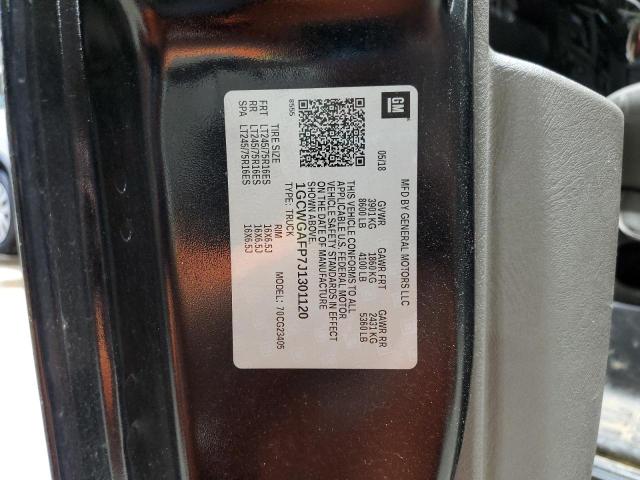 GM
MFD BY GENERAL MOTORS LLC
05/18 GVWR GAWR FRT GAWR RR
3901 KG 1860 KG 2431 KG
8600 LB 4100 LB 5360 LB
THIS VEHICLE CONFORMS TO ALL
APPLICABLE U.S. FEDERAL MOTOR
VEHICLE SAFETY STANDARDS IN EFFECT
ON THE DATE OF MANUFACTURE
SHOWN ABOVE.
1GCWGAFP7J1301120
TYPE: TRUCK MODEL: 70CG23405
8595
TIRE SIZE RIM
FRT LT245/75R16ES 16X6.5J
RR LT245/75R16ES 16X6.5J
SPA LT245/75R16ES 16X6.5J